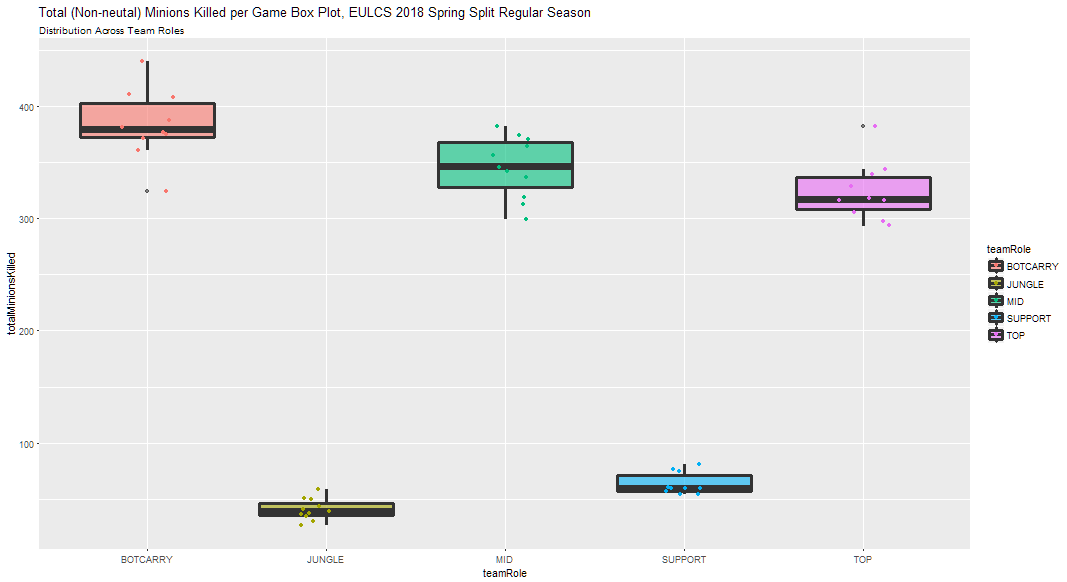 Total (Non-neutal) Minions Killed per Game Box Plot, EULCS 2018 Spring Split Regular Season
Distribution Across Team Roles
totalMinionsKilled
400
300
200
100
BOTCARRY
JUNGLE
MID
SUPPORT
TOP
teamRole
teamRole
BOTCARRY
JUNGLE
MID
SUPPORT
TOP